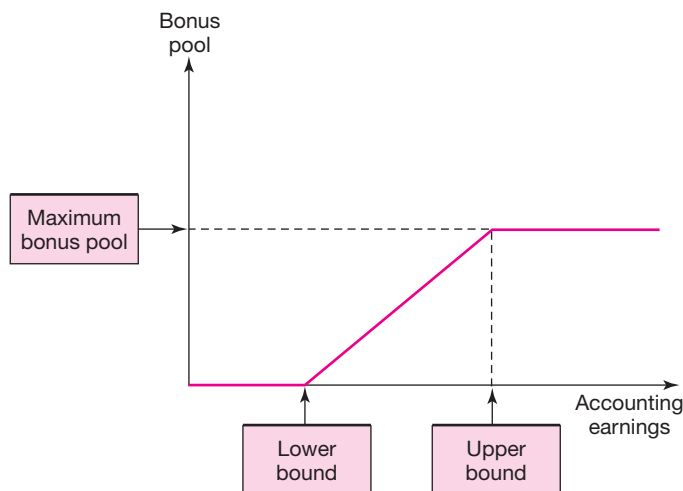 Bonus
pool
Maximum
bonus pool
Accounting
earnings
Lower
bound
Upper
bound